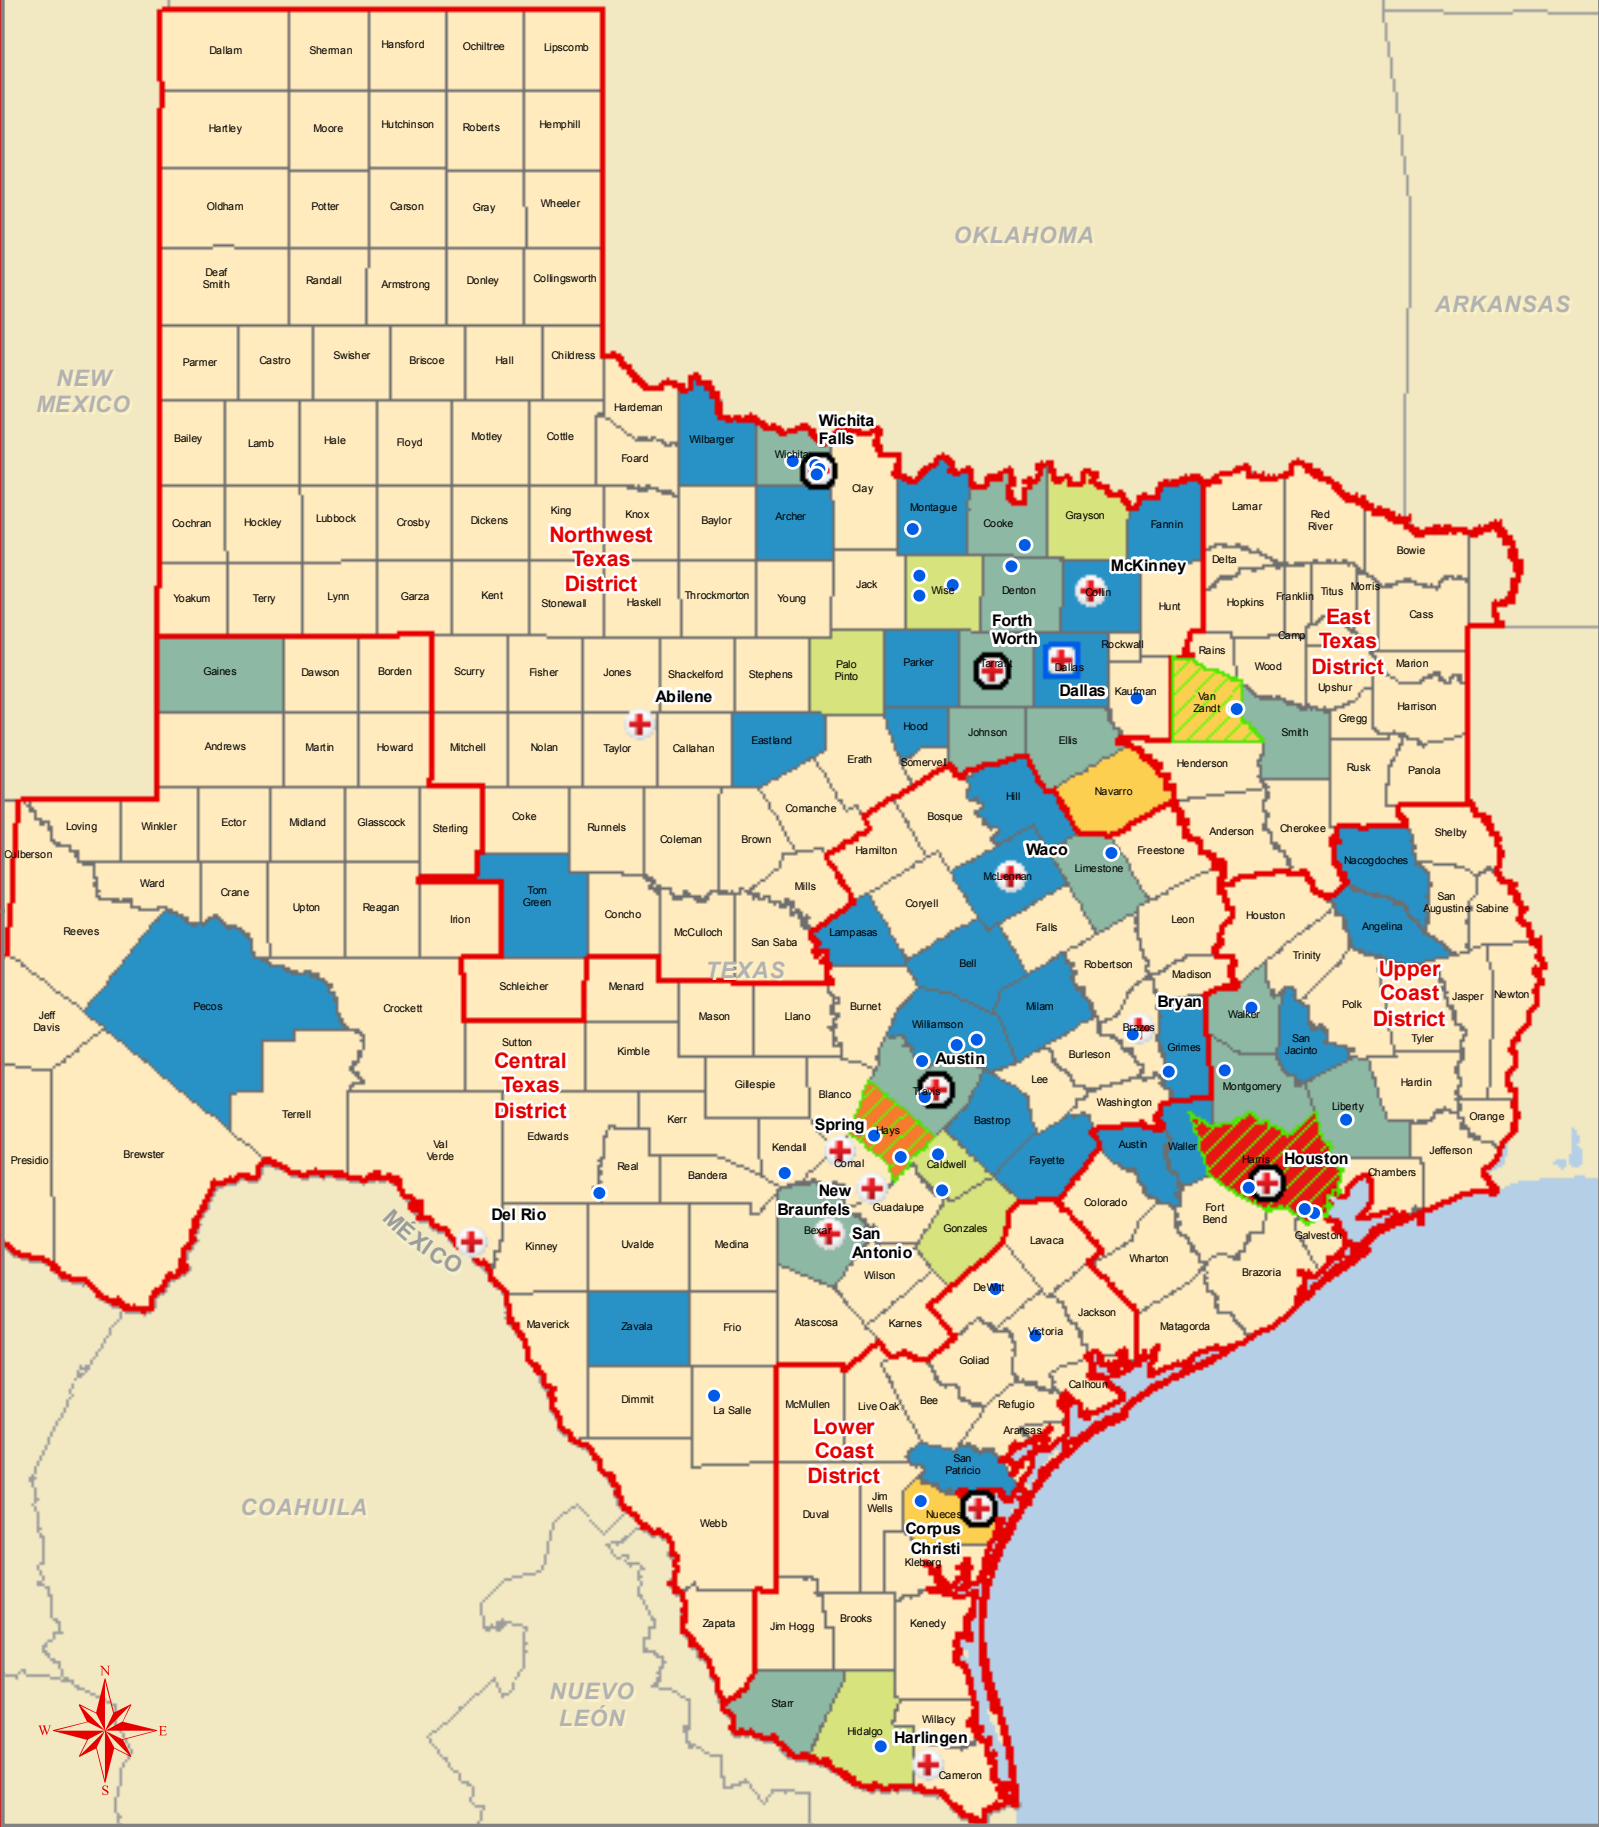 Dallam
Sherman
Hansford
Ochiltree
Lipscomb
Hartley
Moore
Hutchinson
Roberts
Hemphill
Oldham
Potter
Carson
Gray
Wheeler
OKLAHOMA
Deaf
Smith
Randall
Armstrong
Donley
Collingsworth
ARKANSAS
NEW
MEXICO
Parmer
Castro
Swisher
Briscoe
Hall
Childress
Hardeman
Bailey
Lamb
Hale
Floyd
Motley
Cottle
Foard
Wilbarger
Wichita
Wichita
Falls
Clay
Cochran
Hockley
Lubbock
Crosby
Dickens
King
Knox
Baylor
Archer
Montague
Cooke
Grayson
Fannin
Lamar
Red
River
Bowie
Northwest
Texas
District
Yoakum
Terry
Lynn
Garza
Kent
Stonewall
Haskell
Throckmorton
Young
Jack
Wise
Denton
McKinney
Collin
Hunt
Delta
Hopkins
Franklin
Titus
Morris
Cass
Camp
East
Texas
District
Gaines
Dawson
Borden
Scurry
Fisher
Jones
Shackelford
Stephens
Palo
Pinto
Parker
Forth
Worth
Tarrant
Dallas
Dallas
Rockwall
Kaufman
Rains
Wood
Van
Zandt
Upshur
Marion
Harrison
Gregg
Smith
Abilene
Andrews
Martin
Howard
Mitchell
Nolan
Taylor
Callahan
Eastland
Erath
Hood
Somervell
Johnson
Ellis
Henderson
Rusk
Panola
Loving
Winkler
Ector
Midland
Glasscock
Sterling
Coke
Runnels
Coleman
Brown
Comanche
Bosque
Hill
Navarro
Anderson
Cherokee
Shelby
Culberson
Ward
Crane
Upton
Reagan
Irion
Tom
Green
Concho
Mills
Hamilton
Waco
McLennan
Limestone
Freestone
Nacogdoches
San
Augustine
Sabine
Reeves
McCulloch
San Saba
Coryell
Lampasas
Falls
Leon
Houston
Angelina
Trinity
TEXAS
Bell
Robertson
Madison
Upper
Coast
District
Jeff
Davis
Pecos
Crockett
Schleicher
Menard
Mason
Llano
Burnet
Williamson
Milam
Bryan
Brazos
Grimes
Walker
San
Jacinto
Polk
Tyler
Jasper
Newton
Sutton
Central
Texas
District
Kimble
Gillespie
Blanco
Austin
Travis
Lee
Burleson
Washington
Montgomery
Liberty
Hardin
Orange
Terrell
Val
Verde
Edwards
Kerr
Real
Bandera
Kendall
Spring
Comal
Hays
Bastrop
Caldwell
Fayette
Austin
Waller
Harris
Houston
Chambers
Jefferson
Presidio
Brewster
Del Rio
MÉXICO
Kinney
Uvalde
Medina
New
Braunfels
Bexar
San
Antonio
Guadalupe
Gonzales
Wilson
Lavaca
Colorado
Wharton
Fort
Bend
Brazoria
Galveston
Maverick
Zavala
Frio
Atascosa
Karnes
DeWitt
Victoria
Jackson
Matagorda
Goliad
Calhoun
Dimmit
La Salle
McMullen
Live Oak
Bee
Refugio
Aransas
Lower
Coast
District
San
Patricio
Webb
Duval
Jim
Wells
Nueces
Corpus
Christi
Kleberg
COAHUILA
Zapata
Jim Hogg
Brooks
Kenedy
NUEVO
LEÓN
Starr
Hidalgo
Willacy
Harlingen
Cameron
N
W
E
S